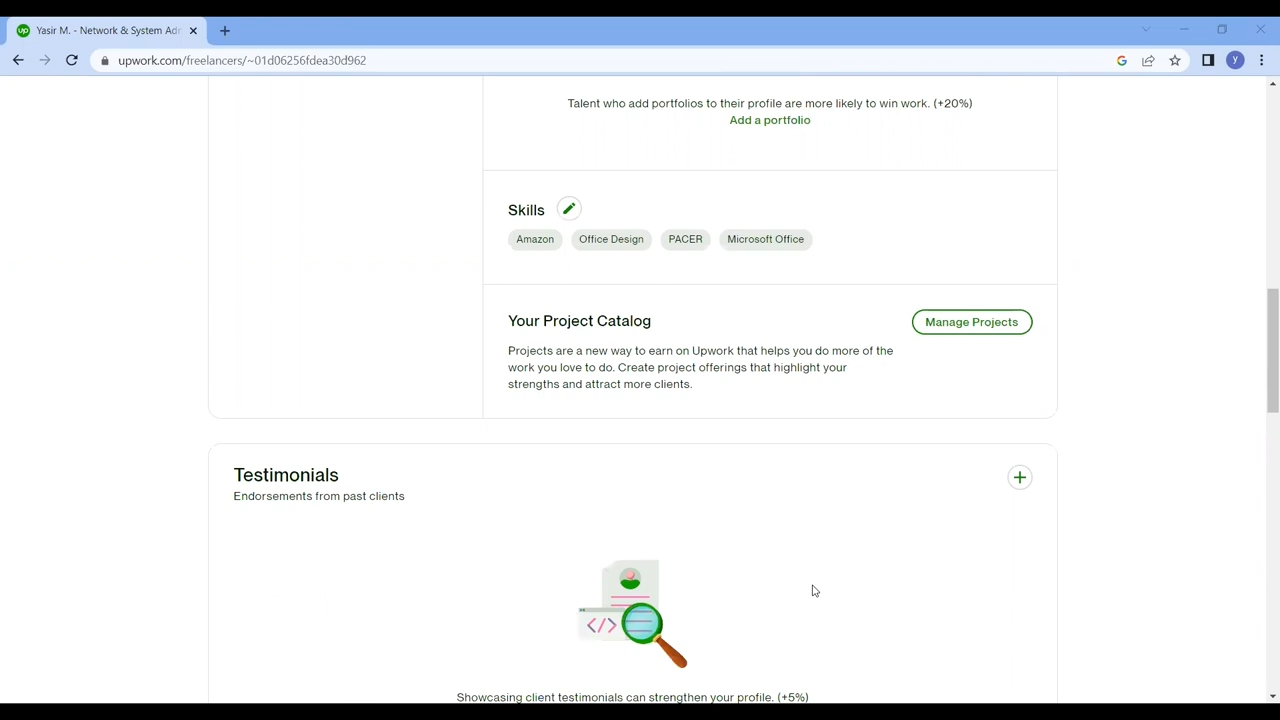 Yasir M. - Network & System Adr
upwork.com/freelancers/~01d06256fdea30d962
y
Talent who add portfolios to their profile are more likely to win work. (+20%)
Add a portfolio
Skills
Amazon Office Design PACER Microsoft Office
Your Project Catalog
Manage Projects
Projects are a new way to earn on Upwork that helps you do more of the
work you love to do. Create project offerings that highlight your
strengths and attract more clients.
Testimonials
Endorsements from past clients
</>
Showcasing client testimonials can strengthen your profile. (+5%)